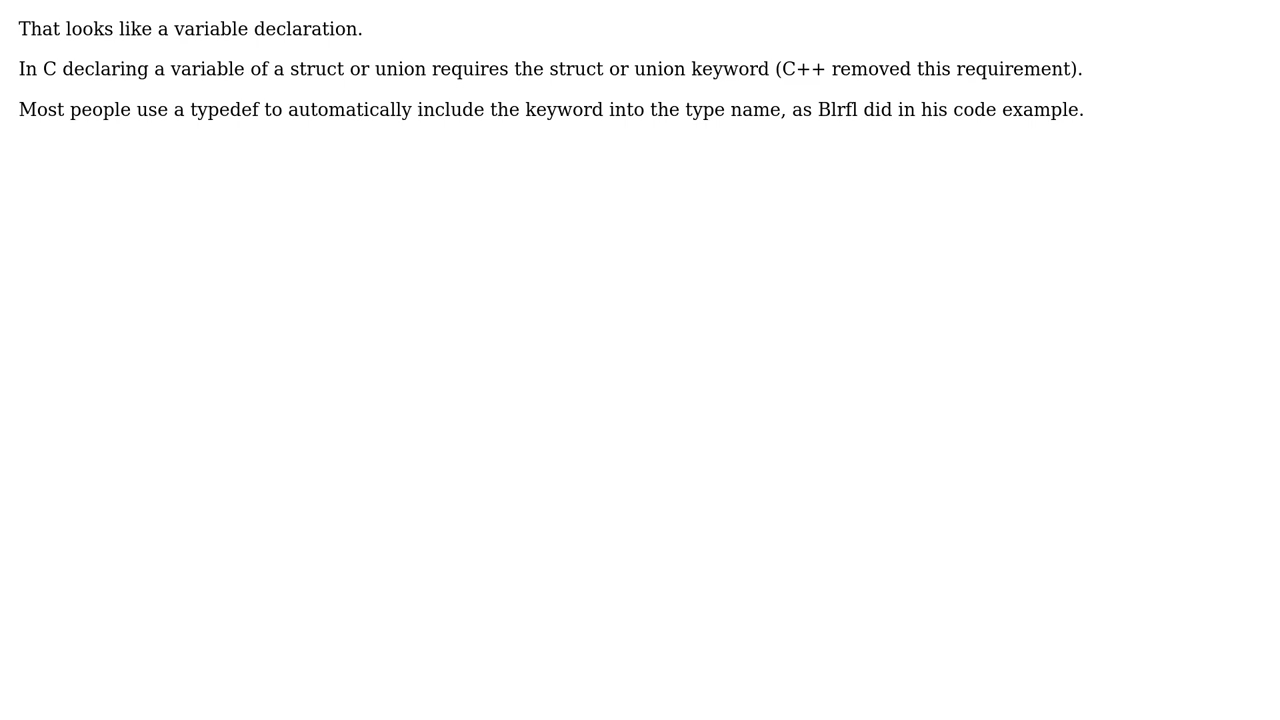 That looks like a variable declaration.
In C declaring a variable of a struct or union requires the struct or union keyword (C++ removed this requirement).
Most people use a typedef to automatically include the keyword into the type name, as Blrfl did in his code example.